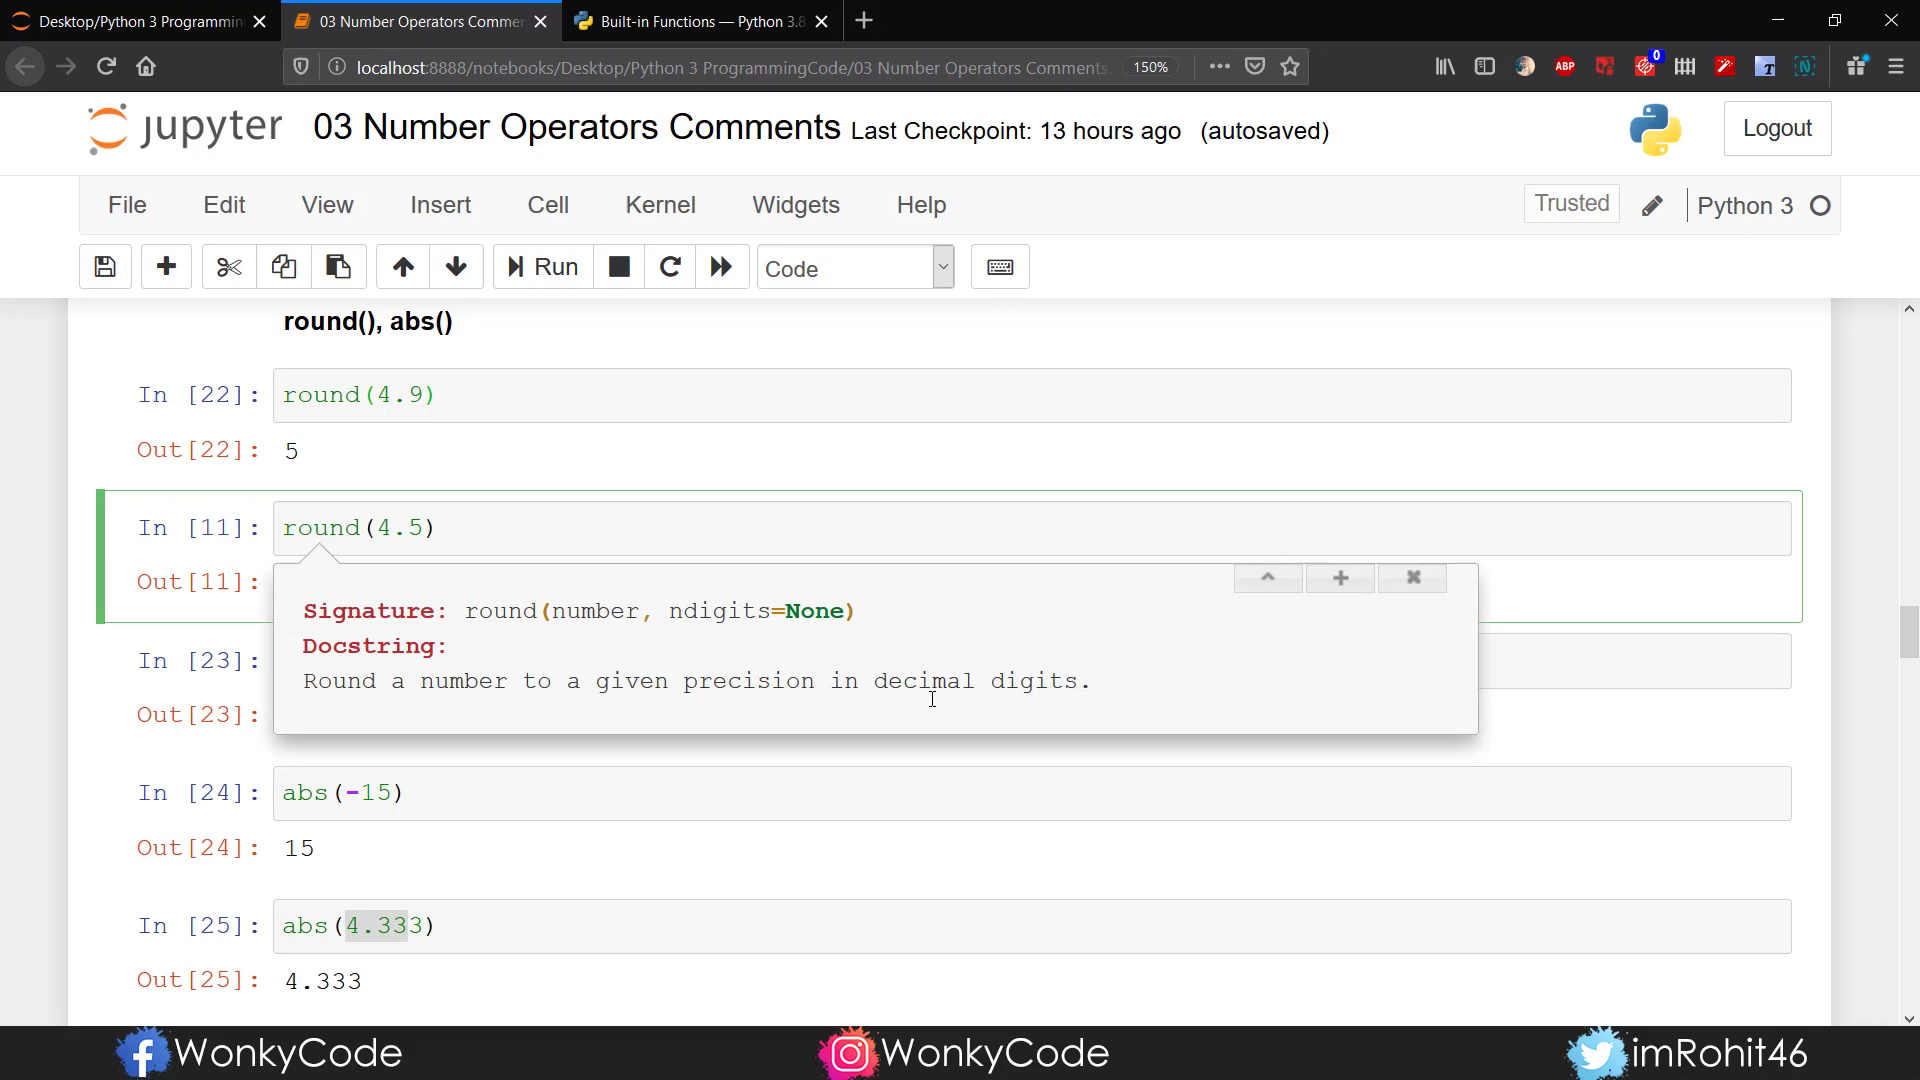 Desktop/Python 3 Programmin
03 Number Operators Commen
Built-in Functions — Python 3.8
localhost:8888/notebooks/Desktop/Python 3 ProgrammingCode/03 Number Operators Comments.
150%
ABP
0
T
N
jupyter 03 Number Operators Comments Last Checkpoint: 13 hours ago (autosaved)
Logout
File Edit View Insert Cell Kernel Widgets Help
Trusted
Python 3
Run
Code
round(), abs()
In [22]: round(4.9)
Out[22]: 5
In [11]: round(4.5)
Out[11]:
Signature: round(number, ndigits=None)
Docstring:
Round a number to a given precision in decimal digits.
In [23]:
Out[23]:
In [24]: abs(-15)
Out[24]: 15
In [25]: abs(4.333)
Out[25]: 4.333
WonkyCode
WonkyCode
imRohit46